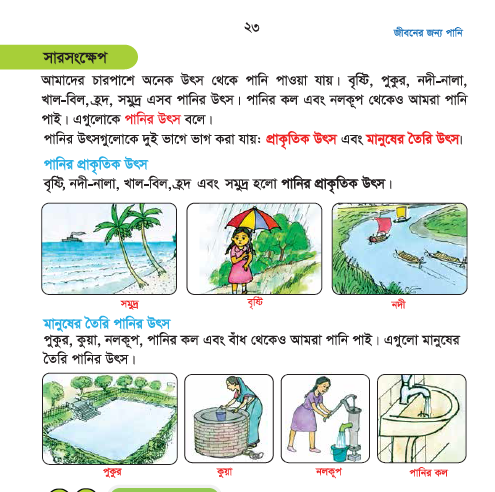 ২৩
জীবনের জন্য পানি
সারসংক্ষেপ
আমাদের চারপাশে অনেক উৎস থেকে পানি পাওয়া যায়। বৃষ্টি, পুকুর, নদী-নালা,
খাল-বিল, হ্রদ, সমুদ্র এসব পানির উৎস। পানির কল এবং নলকূপ থেকেও আমরা পানি
পাই। এগুলোকে পানির উৎস বলে।
পানির উৎসগুলোকে দুই ভাগে ভাগ করা যায়: প্রাকৃতিক উৎস এবং মানুষের তৈরি উৎস।
পানির প্রাকৃতিক উৎস
বৃষ্টি, নদী-নালা, খাল-বিল, হ্রদ এবং সমুদ্র হলো পানির প্রাকৃতিক উৎস।
সমুদ্র
বৃষ্টি
নদী
মানুষের তৈরি পানির উৎস
পুকুর, কুয়া, নলকূপ, পানির কল এবং বাঁধ থেকেও আমরা পানি পাই। এগুলো মানুষের
তৈরি পানির উৎস।
পুকুর
কুয়া
নলকূপ
পানির কল